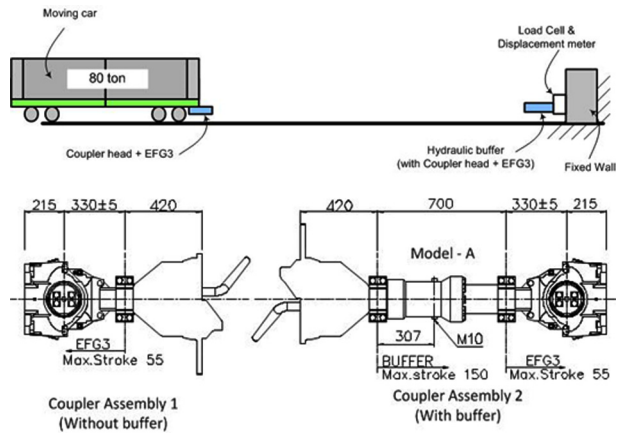 Moving car
80 ton
Load Cell &
Displacement meter
Coupler head + EFG3
Hydraulic buffer
(with Coupler head + EFG3)
Fixed Wall
215
330±5
420
420
700
330±5
215
Model - A
307
M10
EFG3
Max.Stroke 55
BUFFER
Max.stroke 150
EFG3
Max.Stroke 55
Coupler Assembly 1
(Without buffer)
Coupler Assembly 2
(With buffer)